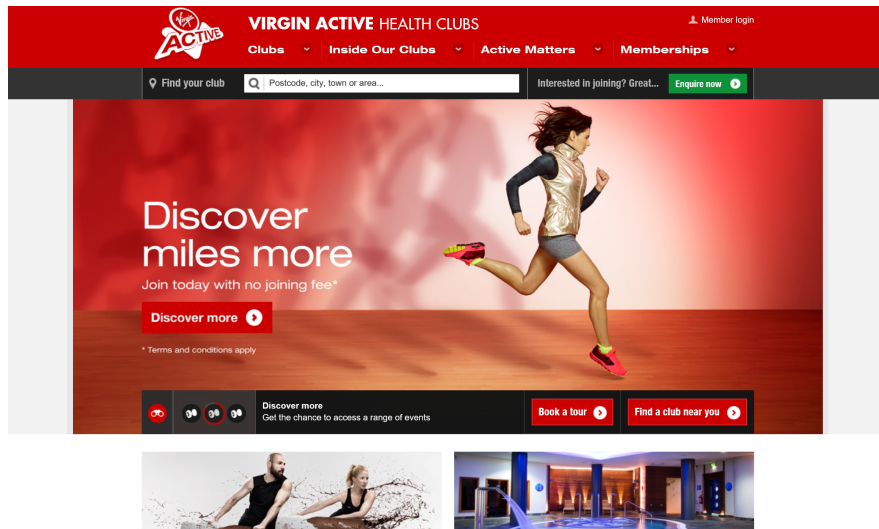 Virgin
ACTIVE
VIRGIN ACTIVE HEALTH CLUBS
Member login
Clubs
Inside Our Clubs
Active Matters
Memberships
Find your club
Postcode, city, town or area...
Interested in joining? Great...
Enquire now
Discover
miles more
Join today with no joining fee*
Discover more
* Terms and conditions apply
Discover more
Get the chance to access a range of events
Book a tour
Find a club near you